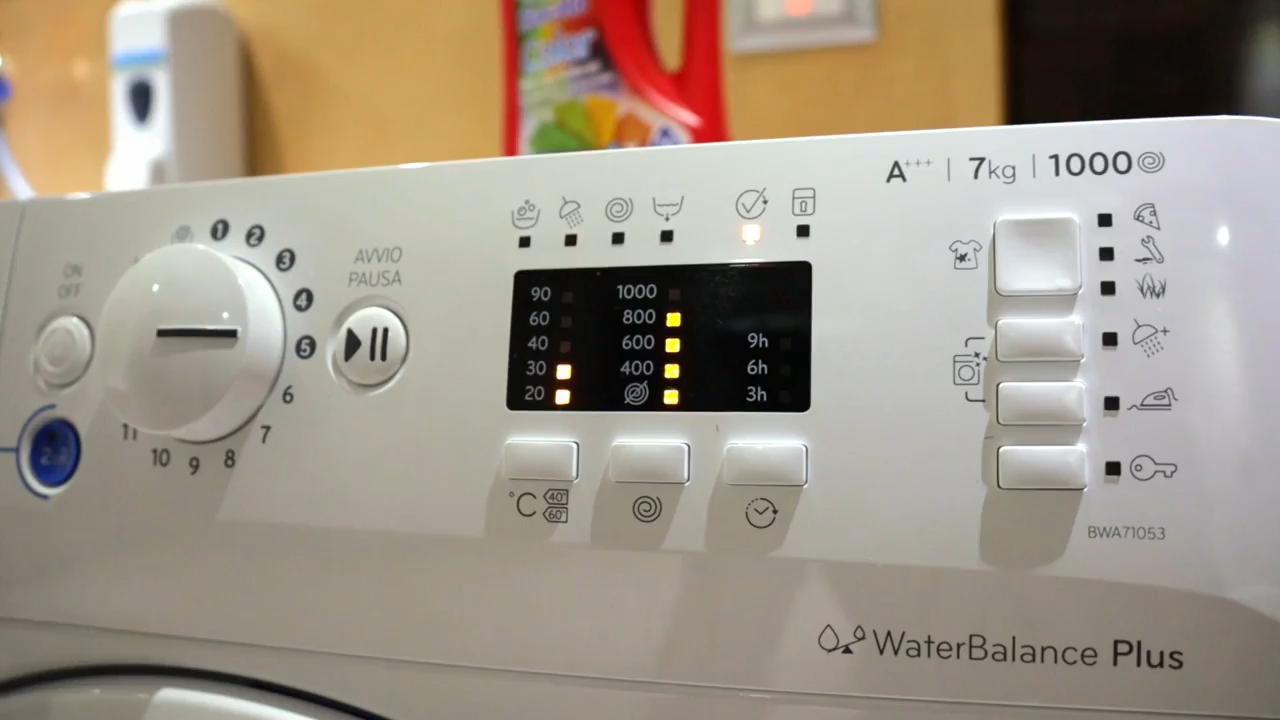 Color
A+++ | 7kg | 1000
ON
OFF
1
2
3
4
5
6
7
8
9
10
11
AVVIO
PAUSA
90
60
40
30
20
1000
800
600
400
9h
6h
3h
°C 40° 60°
BWA71053
WaterBalance Plus